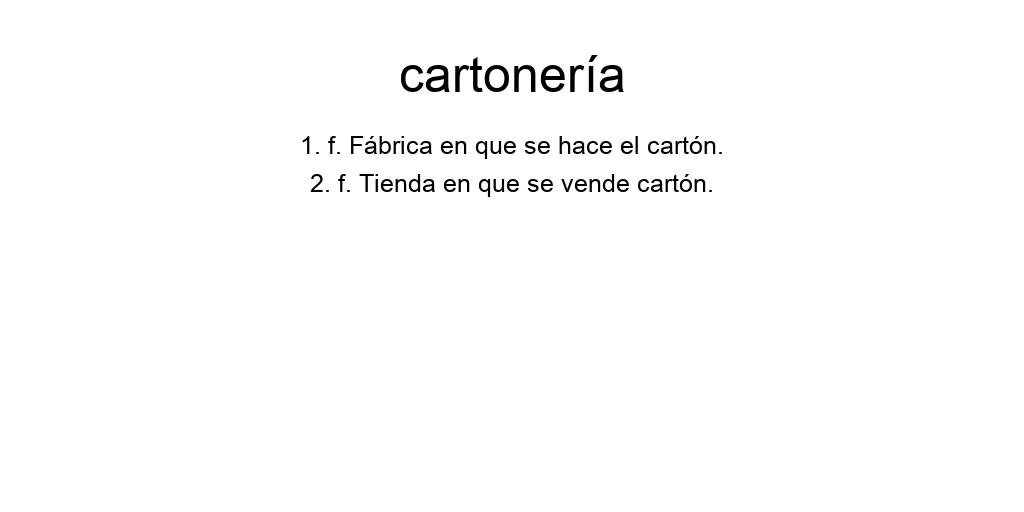 cartonería
1. f. Fábrica en que se hace el cartón.
2. f. Tienda en que se vende cartón.